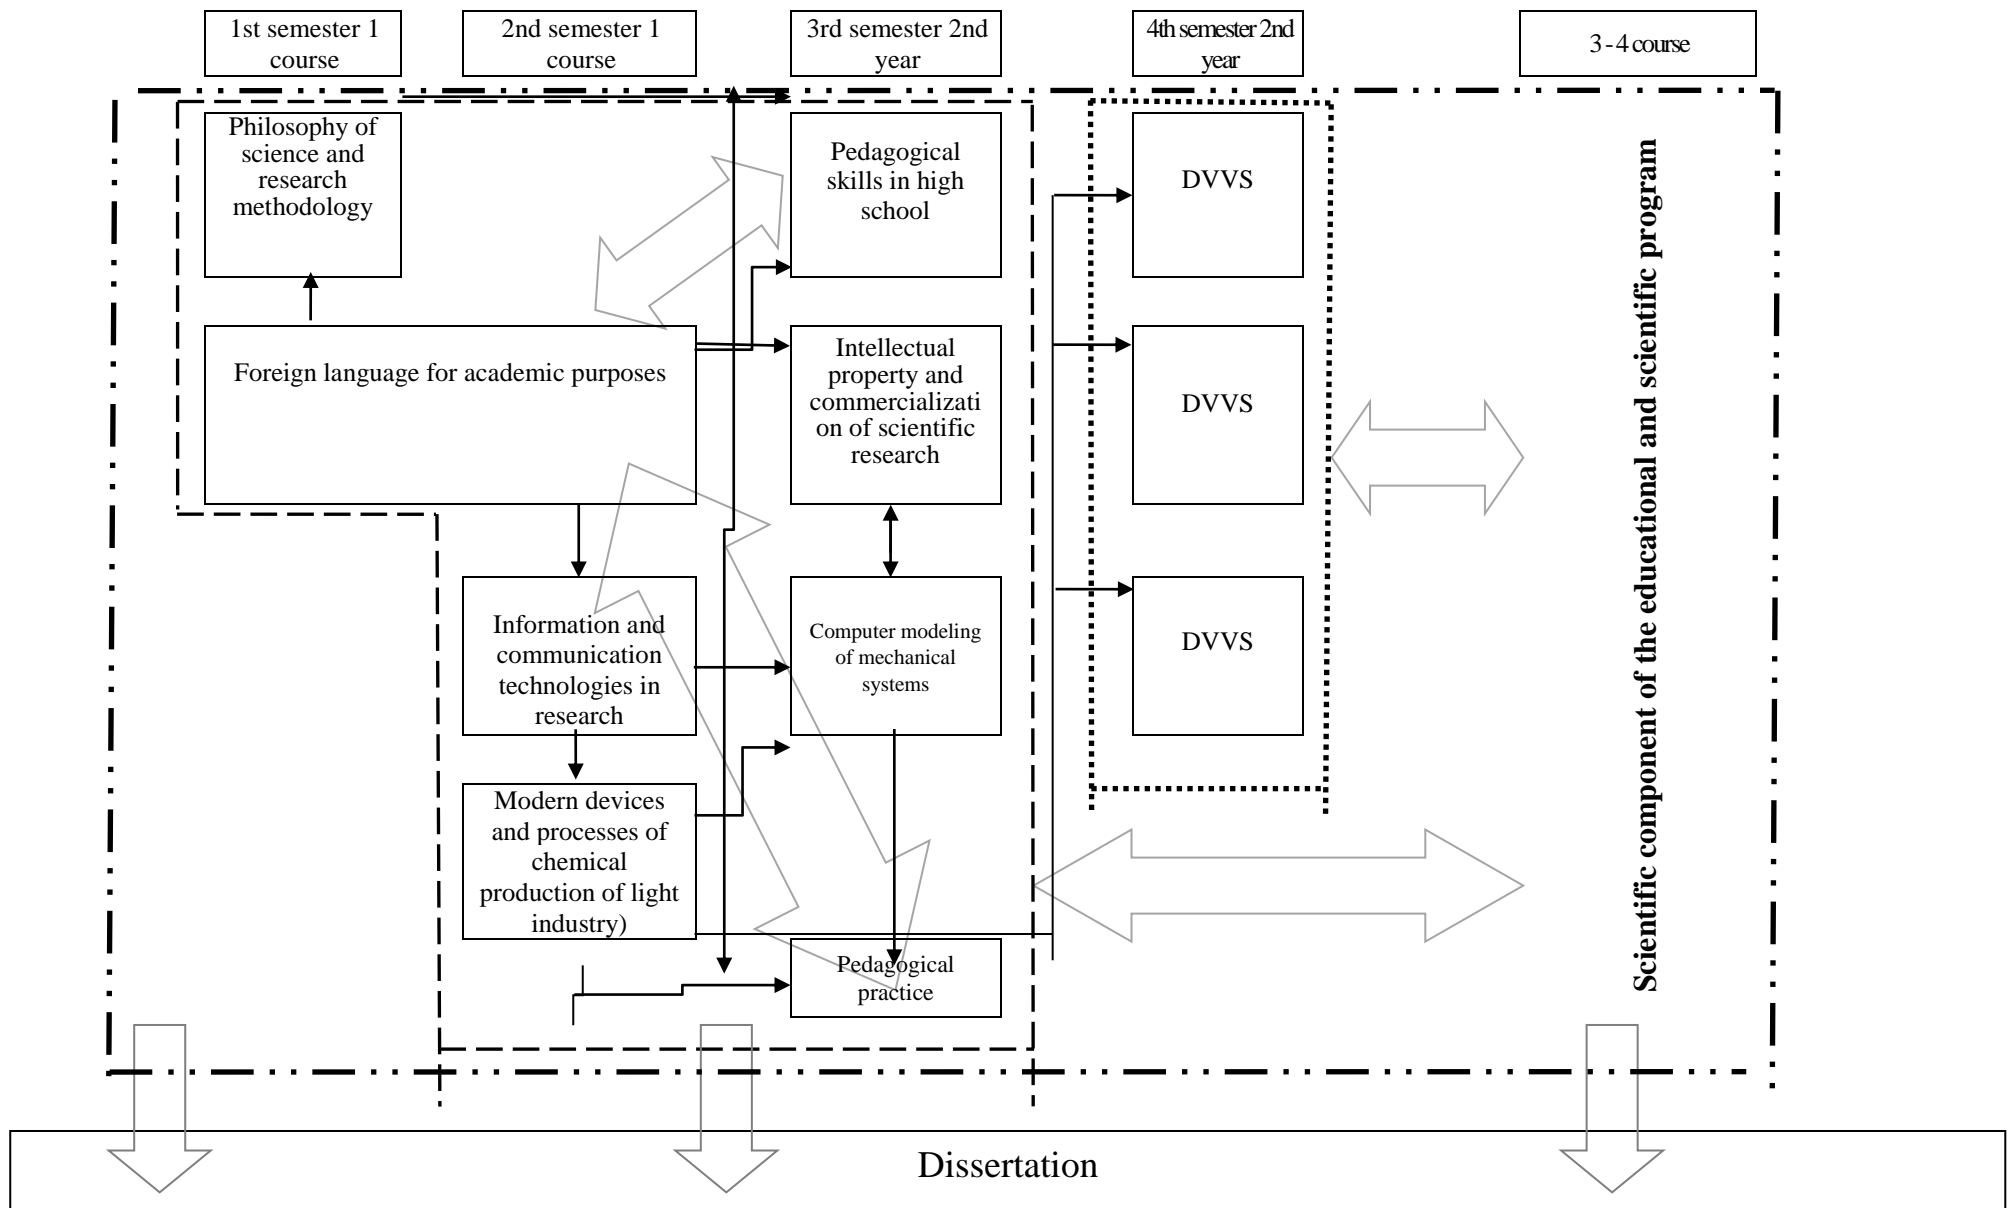 1st semester 1
course
2nd semester 1
course
3rd semester 2nd
year
4th semester 2nd
year
3 - 4 course
Philosophy of
science and
research
methodology
Pedagogical
skills in high
school
DVVS
Foreign language for academic purposes
Intellectual
property and
commercializati
on of scientific
research
DVVS
Information and
communication
technologies in
research
Computer modeling
of mechanical
systems
DVVS
Modern devices
and processes of
chemical
production of light
industry)
Pedagogical
practice
Scientific component of the educational and scientific program
Dissertation